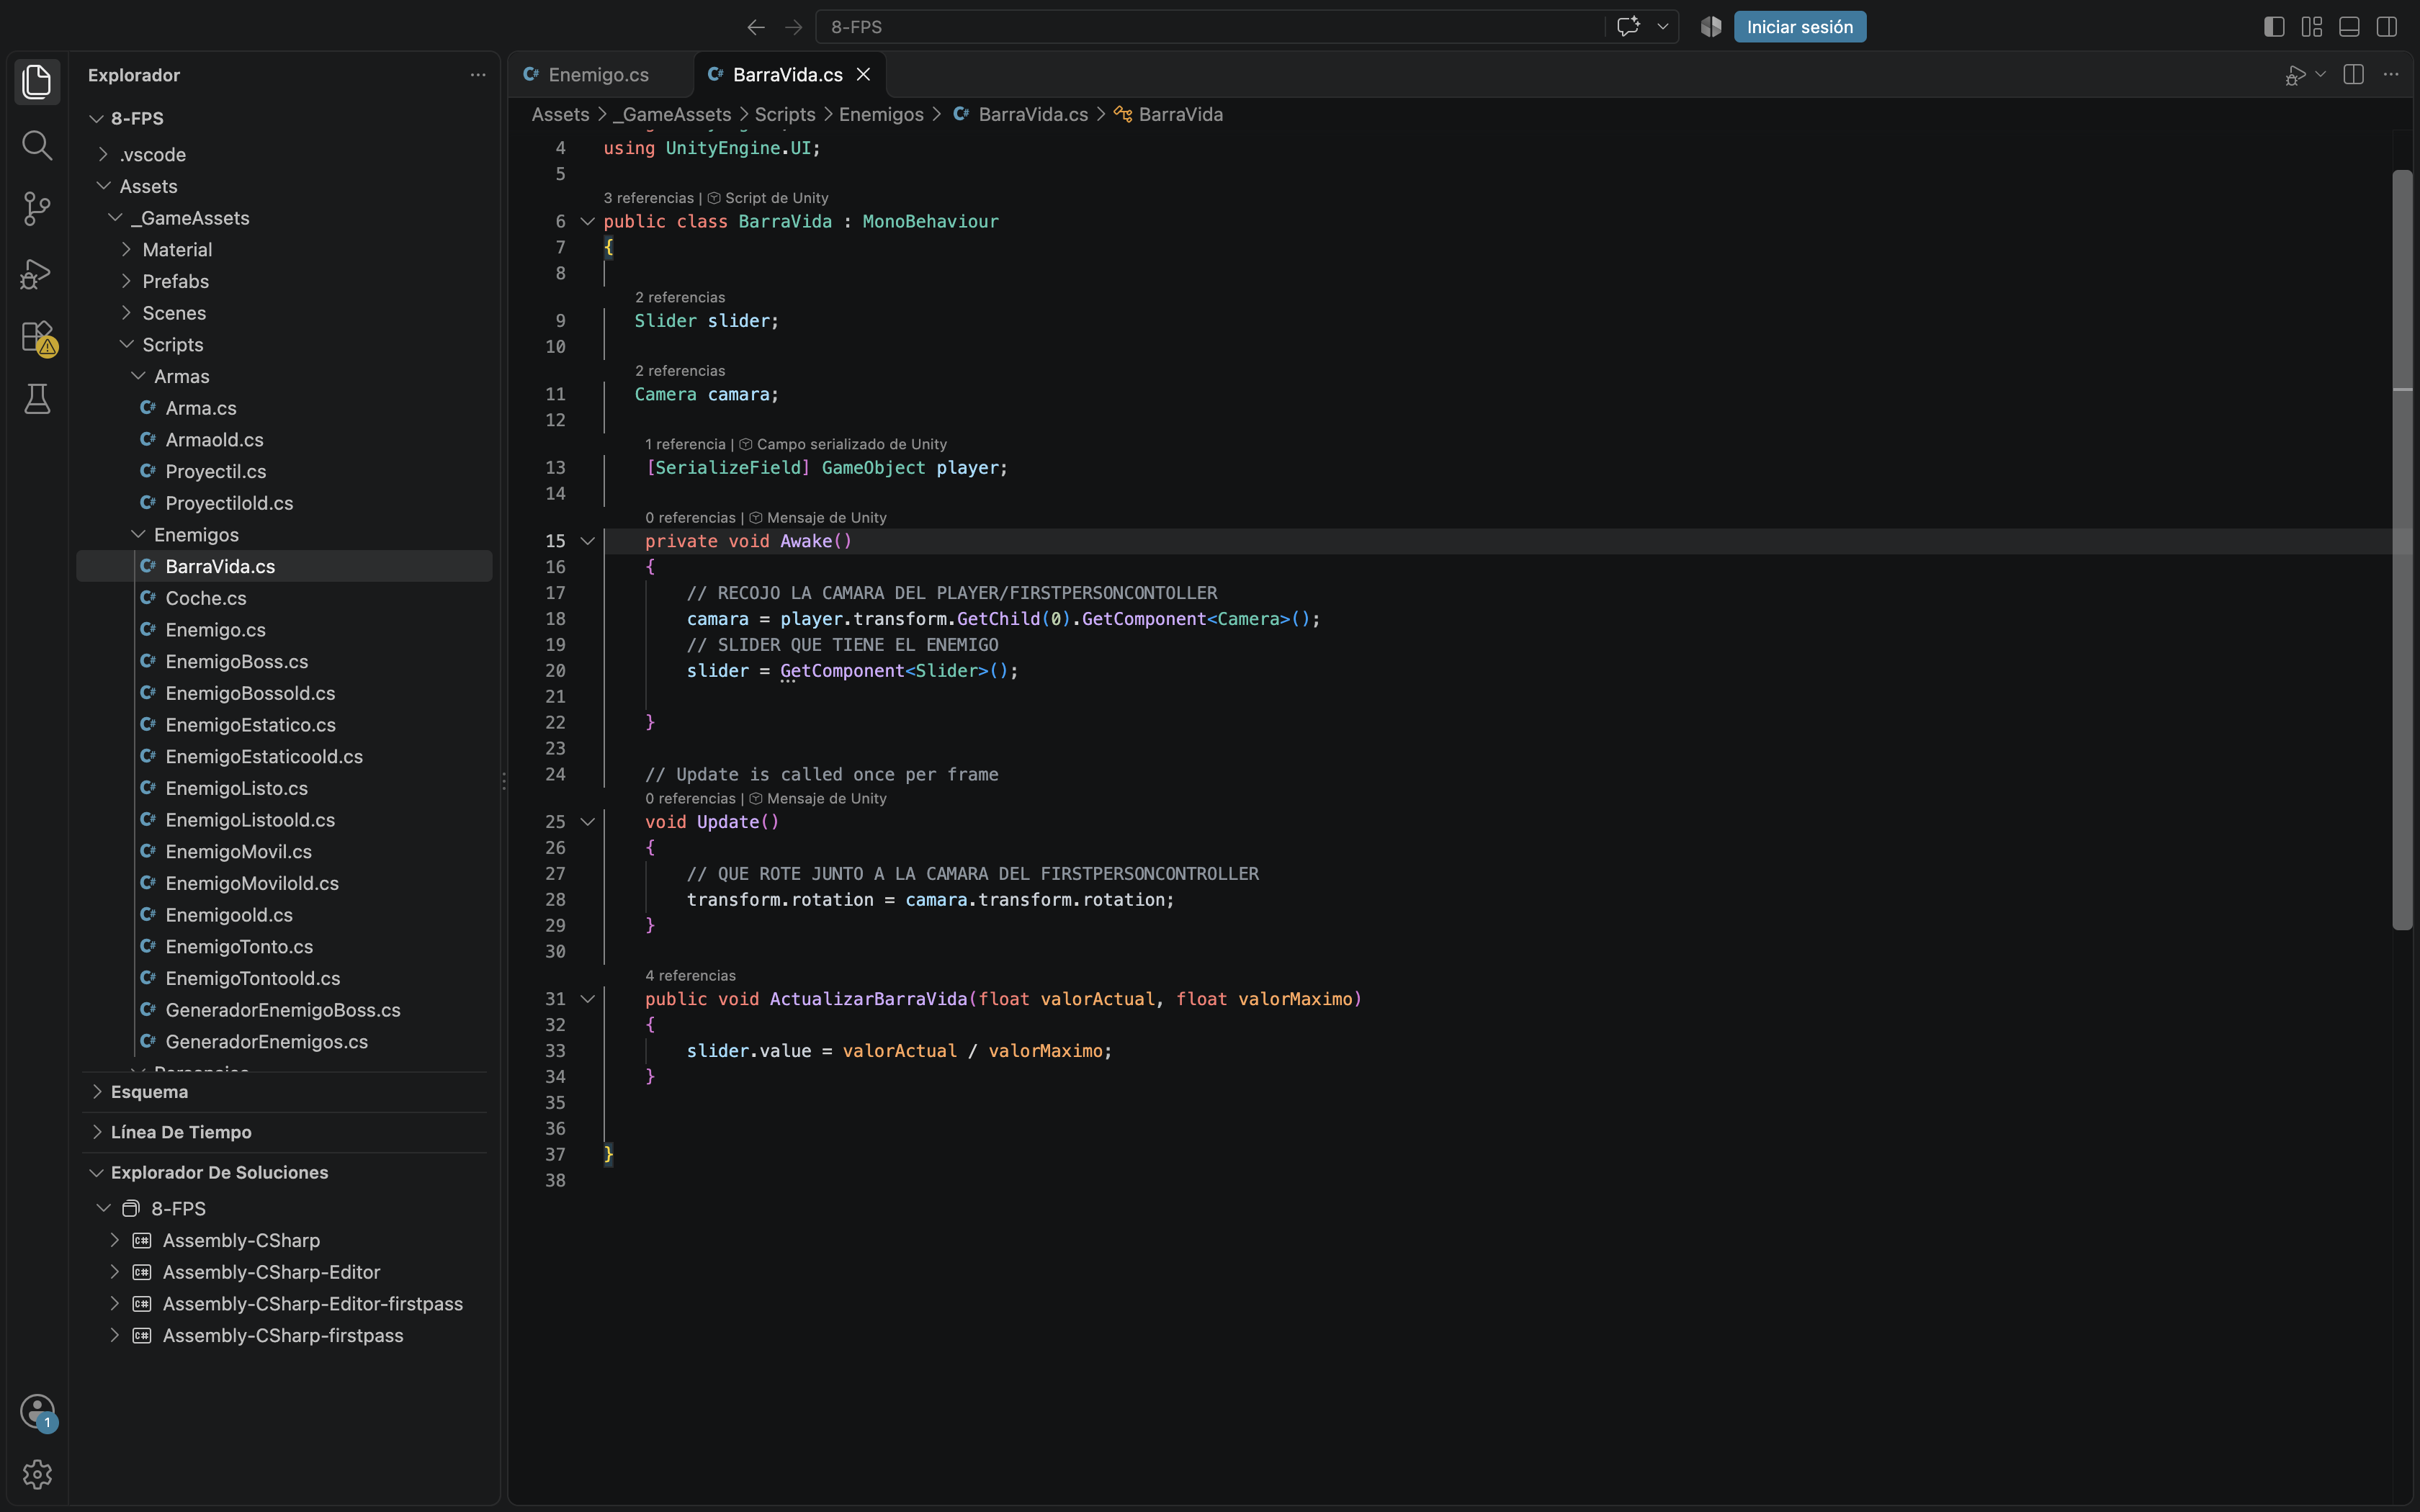 8-FPS
Iniciar sesión
Explorador
8-FPS
.vscode
Assets
_GameAssets
Material
Prefabs
Scenes
Scripts
Armas
C# Arma.cs
C# Armaold.cs
C# Proyectil.cs
C# Proyectilold.cs
Enemigos
C# BarraVida.cs
C# Coche.cs
C# Enemigo.cs
C# EnemigoBoss.cs
C# EnemigoBossold.cs
C# EnemigoEstatico.cs
C# EnemigoEstaticoold.cs
C# EnemigoListo.cs
C# EnemigoListoold.cs
C# EnemigoMovil.cs
C# EnemigoMovilold.cs
C# Enemigoold.cs
C# EnemigoTonto.cs
C# EnemigoTontoold.cs
C# GeneradorEnemigoBoss.cs
C# GeneradorEnemigos.cs
Esquema
Línea De Tiempo
Explorador De Soluciones
8-FPS
C# Assembly-CSharp
C# Assembly-CSharp-Editor
C# Assembly-CSharp-Editor-firstpass
C# Assembly-CSharp-firstpass
1
C# Enemigo.cs
C# BarraVida.cs
Assets > _GameAssets > Scripts > Enemigos > C# BarraVida.cs > BarraVida
4 using UnityEngine.UI;
5
3 referencias | Script de Unity
6 public class BarraVida : MonoBehaviour
7 {
8
2 referencias
9 Slider slider;
10
2 referencias
11 Camera camara;
12
1 referencia | Campo serializado de Unity
13 [SerializeField] GameObject player;
14
0 referencias | Mensaje de Unity
15 private void Awake()
16 {
17 // RECOJO LA CAMARA DEL PLAYER/FIRSTPERSONCONTOLLER
18 camara = player.transform.GetChild(0).GetComponent<Camera>();
19 // SLIDER QUE TIENE EL ENEMIGO
20 slider = GetComponent<Slider>();
21
22 }
23
24 // Update is called once per frame
0 referencias | Mensaje de Unity
25 void Update()
26 {
27 // QUE ROTE JUNTO A LA CAMARA DEL FIRSTPERSONCONTROLLER
28 transform.rotation = camara.transform.rotation;
29 }
30
4 referencias
31 public void ActualizarBarraVida(float valorActual, float valorMaximo)
32 {
33 slider.value = valorActual / valorMaximo;
34 }
35
36
37 }
38